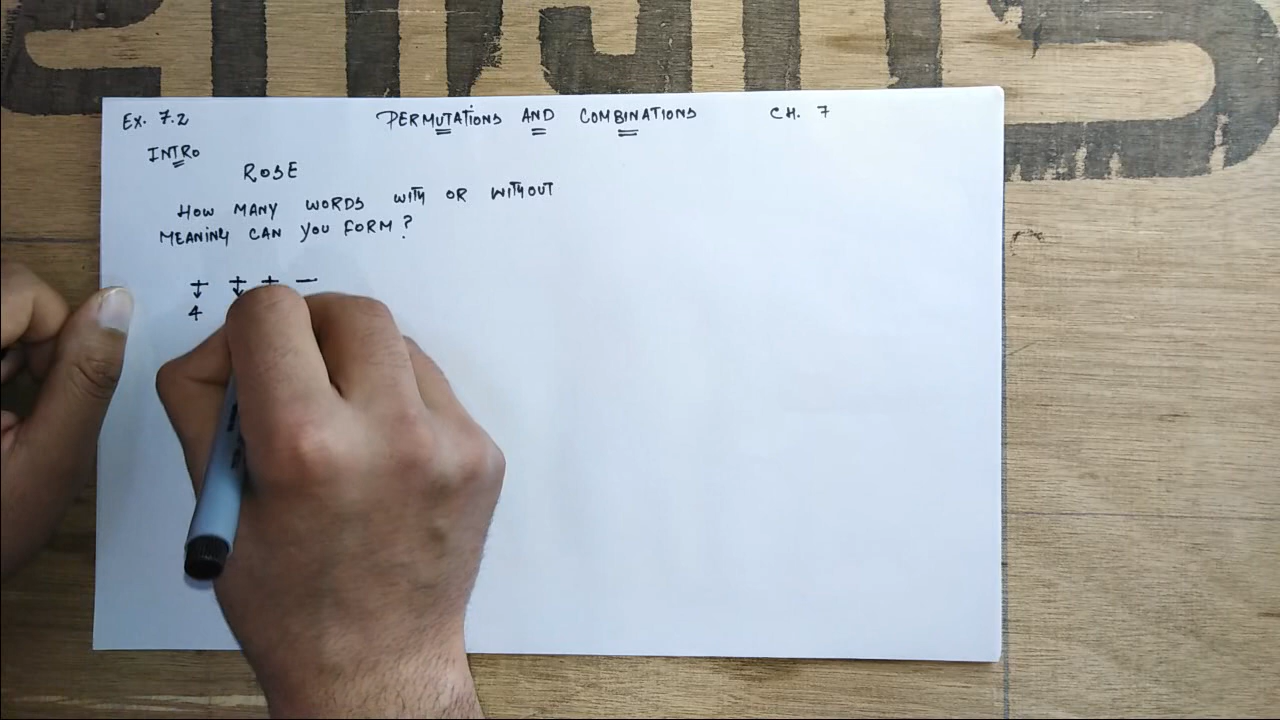 Ex. 7.2 PERMUTATIONS AND COMBINATIONS CH. 7
INTRO
ROSE
HOW MANY WORDS WITH OR WITHOUT
MEANING CAN YOU FORM?
4